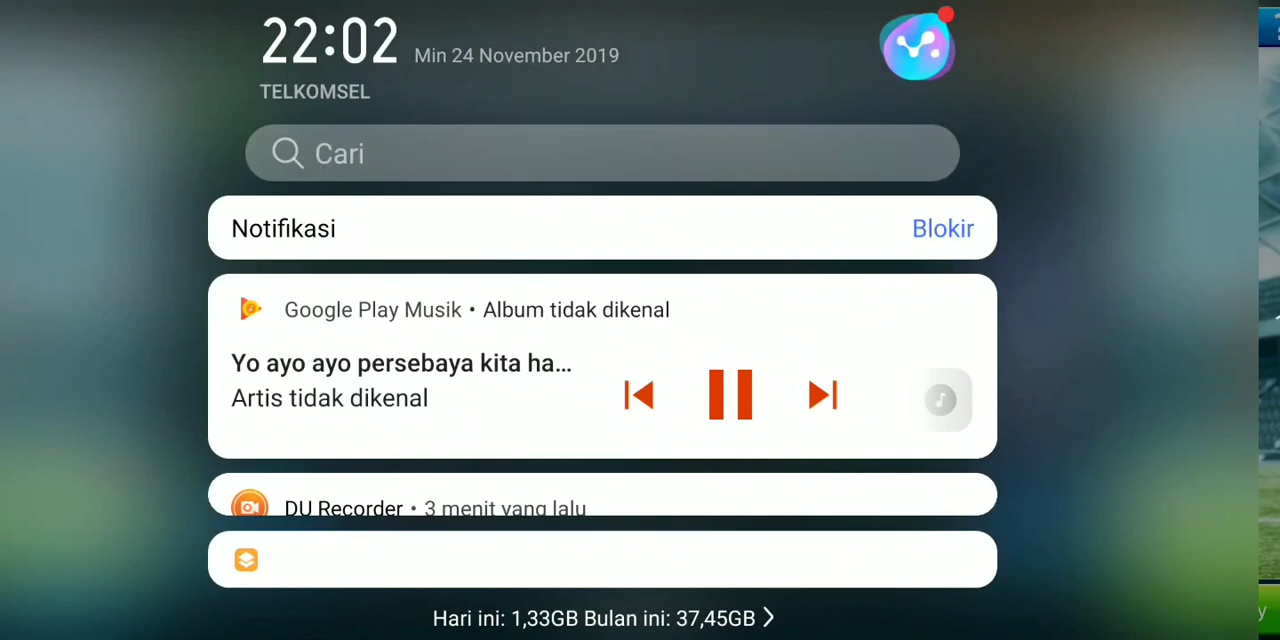 22:02 Min 24 November 2019
TELKOMSEL
Cari
Notifikasi Blokir
Google Play Musik • Album tidak dikenal
Yo ayo ayo persebaya kita ha...
Artis tidak dikenal
DU Recorder • 3 menit yang lalu
Hari ini: 1,33GB Bulan ini: 37,45GB